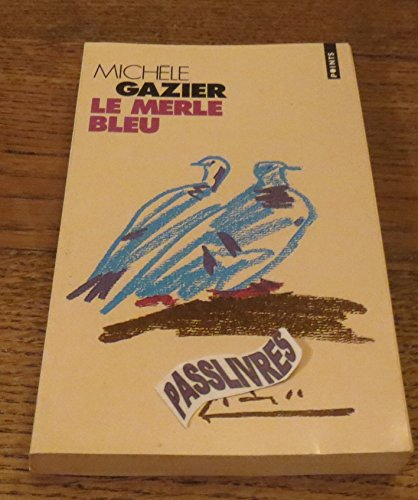 MICHÈLE
GAZIER
LE MERLE
BLEU
POINTS
PASSLIVRES